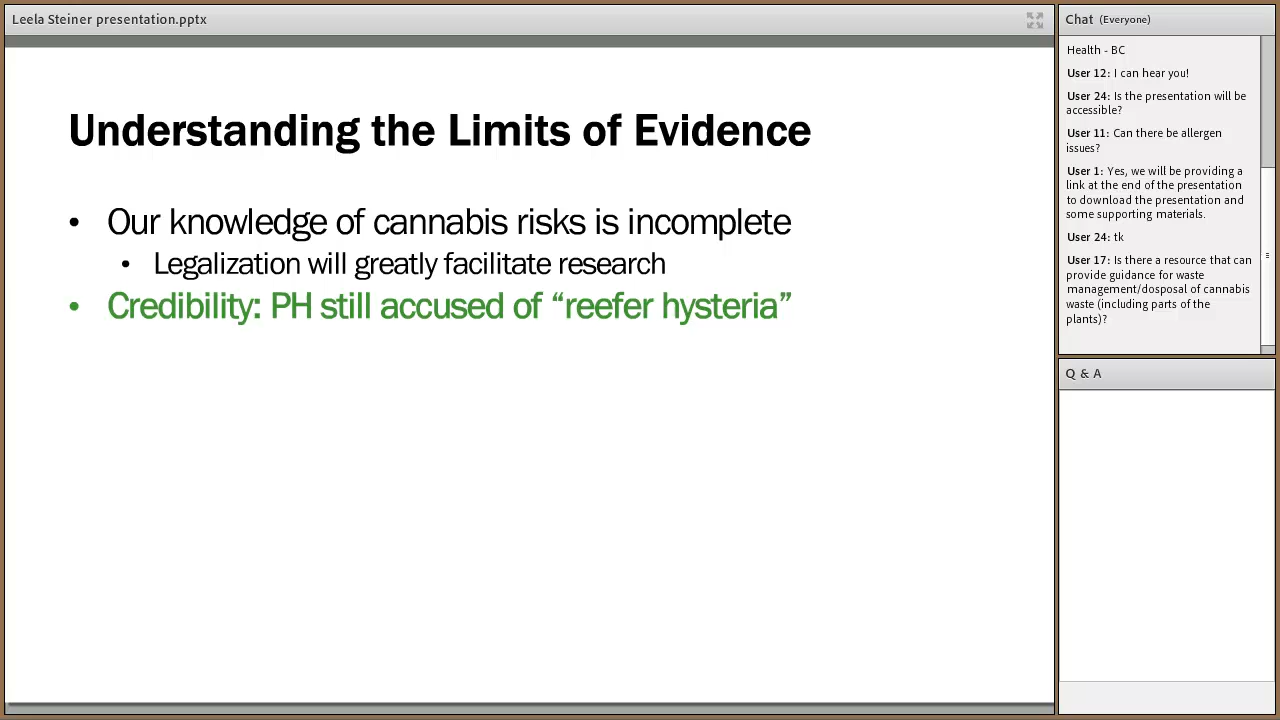 Leela Steiner presentation.pptx
Understanding the Limits of Evidence
• Our knowledge of cannabis risks is incomplete
• Legalization will greatly facilitate research
• Credibility: PH still accused of “reefer hysteria”
Chat (Everyone)
Health - BC
User 12: I can hear you!
User 24: Is the presentation will be
accessible?
User 11: Can there be allergen
issues?
User 1: Yes, we will be providing a
link at the end of the presentation
to download the presentation and
some supporting materials.
User 24: tk
User 17: Is there a resource that can
provide guidance for waste
management/dosposal of cannabis
waste (including parts of the
plants)?
Q & A